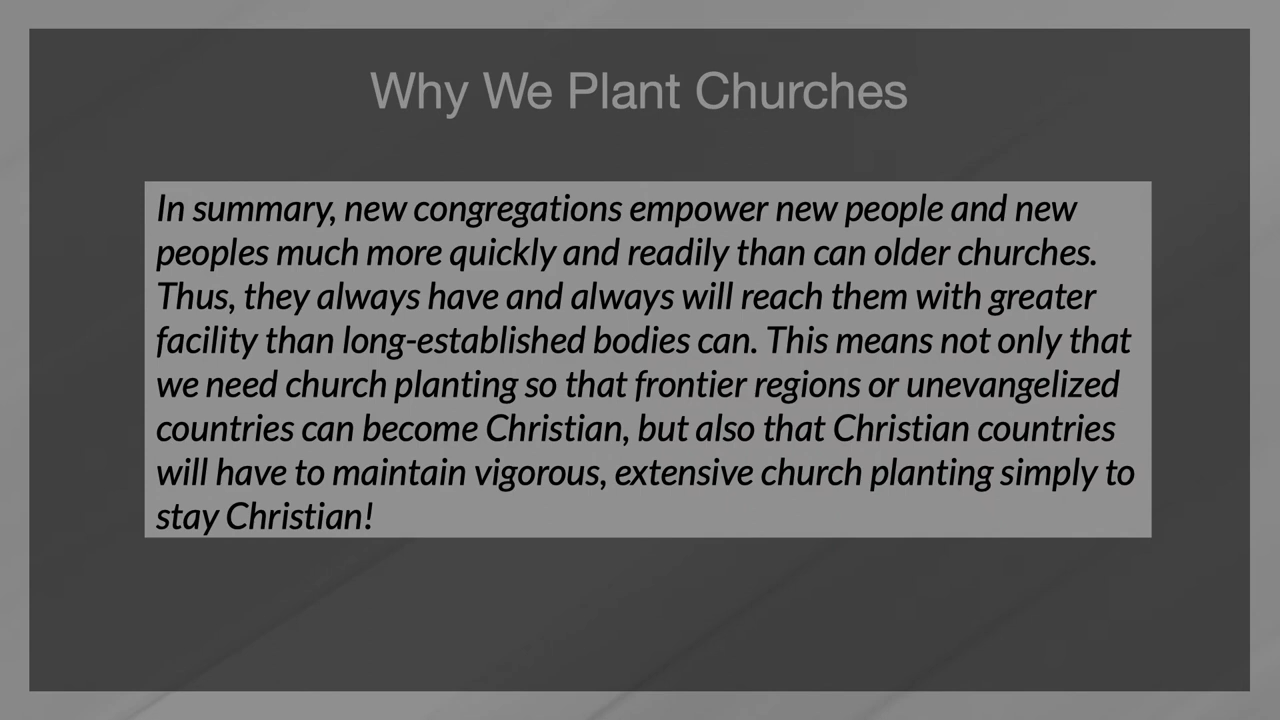 Why We Plant Churches
In summary, new congregations empower new people and new
peoples much more quickly and readily than can older churches.
Thus, they always have and always will reach them with greater
facility than long-established bodies can. This means not only that
we need church planting so that frontier regions or unevangelized
countries can become Christian, but also that Christian countries
will have to maintain vigorous, extensive church planting simply to
stay Christian!